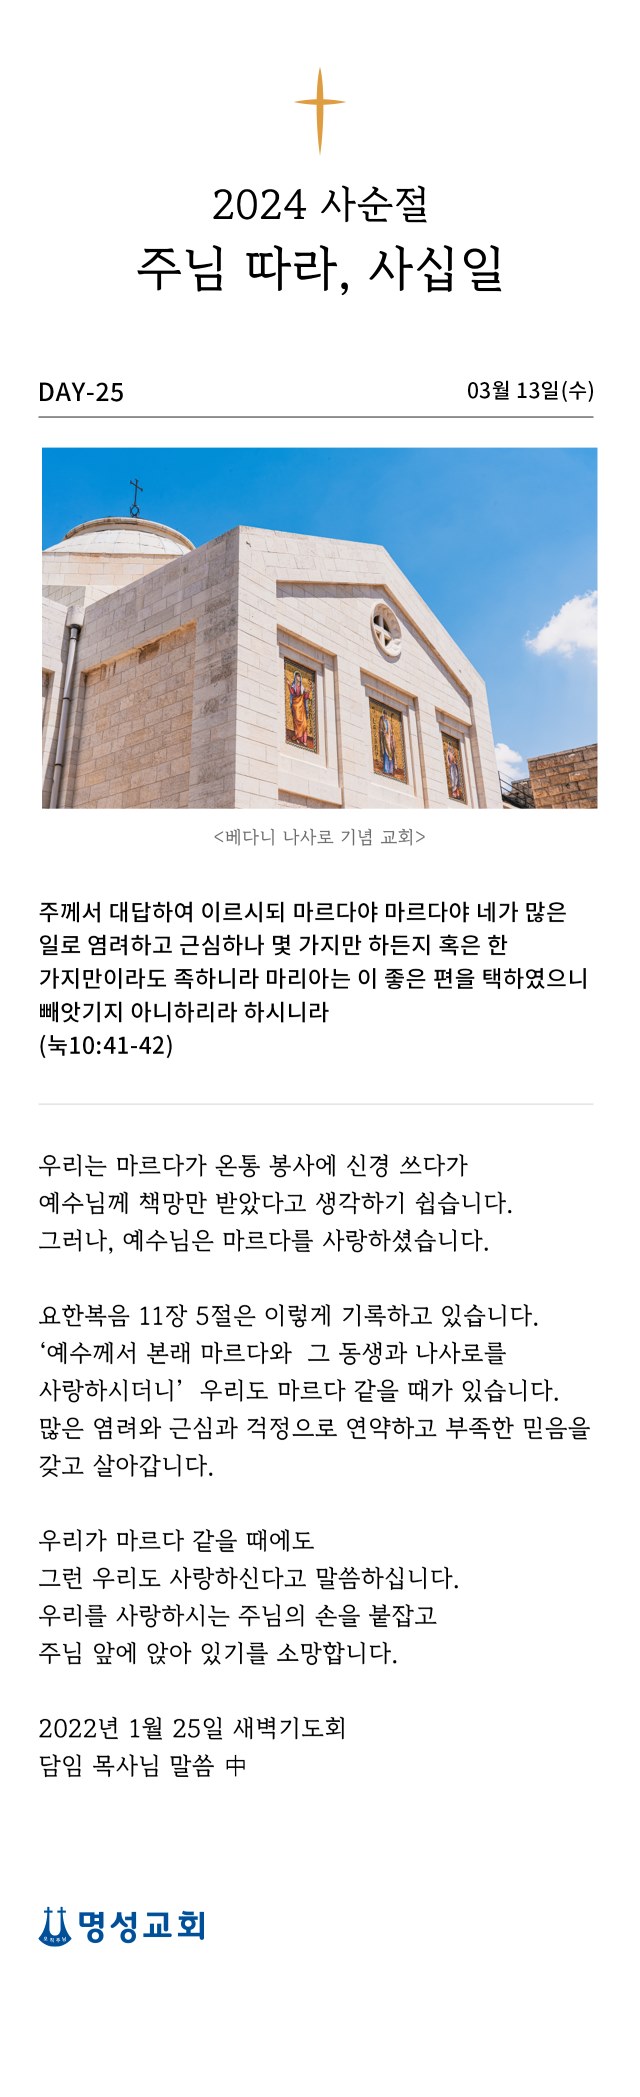 2024 사순절
주님 따라, 사십일
DAY-25
03월 13일(수)
<베다니 나사로 기념 교회>
주께서 대답하여 이르시되 마르다야 마르다야 네가 많은
일로 염려하고 근심하나 몇 가지만 하든지 혹은 한
가지만이라도 족하니라 마리아는 이 좋은 편을 택하였으니
빼앗기지 아니하리라 하시니라
(눅10:41-42)
우리는 마르다가 온통 봉사에 신경 쓰다가
예수님께 책망만 받았다고 생각하기 쉽습니다.
그러나, 예수님은 마르다를 사랑하셨습니다.
요한복음 11장 5절은 이렇게 기록하고 있습니다.
‘예수께서 본래 마르다와 그 동생과 나사로를
사랑하시더니’ 우리도 마르다 같을 때가 있습니다.
많은 염려와 근심과 걱정으로 연약하고 부족한 믿음을
갖고 살아갑니다.
우리가 마르다 같을 때에도
그런 우리도 사랑하신다고 말씀하십니다.
우리를 사랑하시는 주님의 손을 붙잡고
주님 앞에 앉아 있기를 소망합니다.
2022년 1월 25일 새벽기도회
담임 목사님 말씀 中
오직주님
명성교회